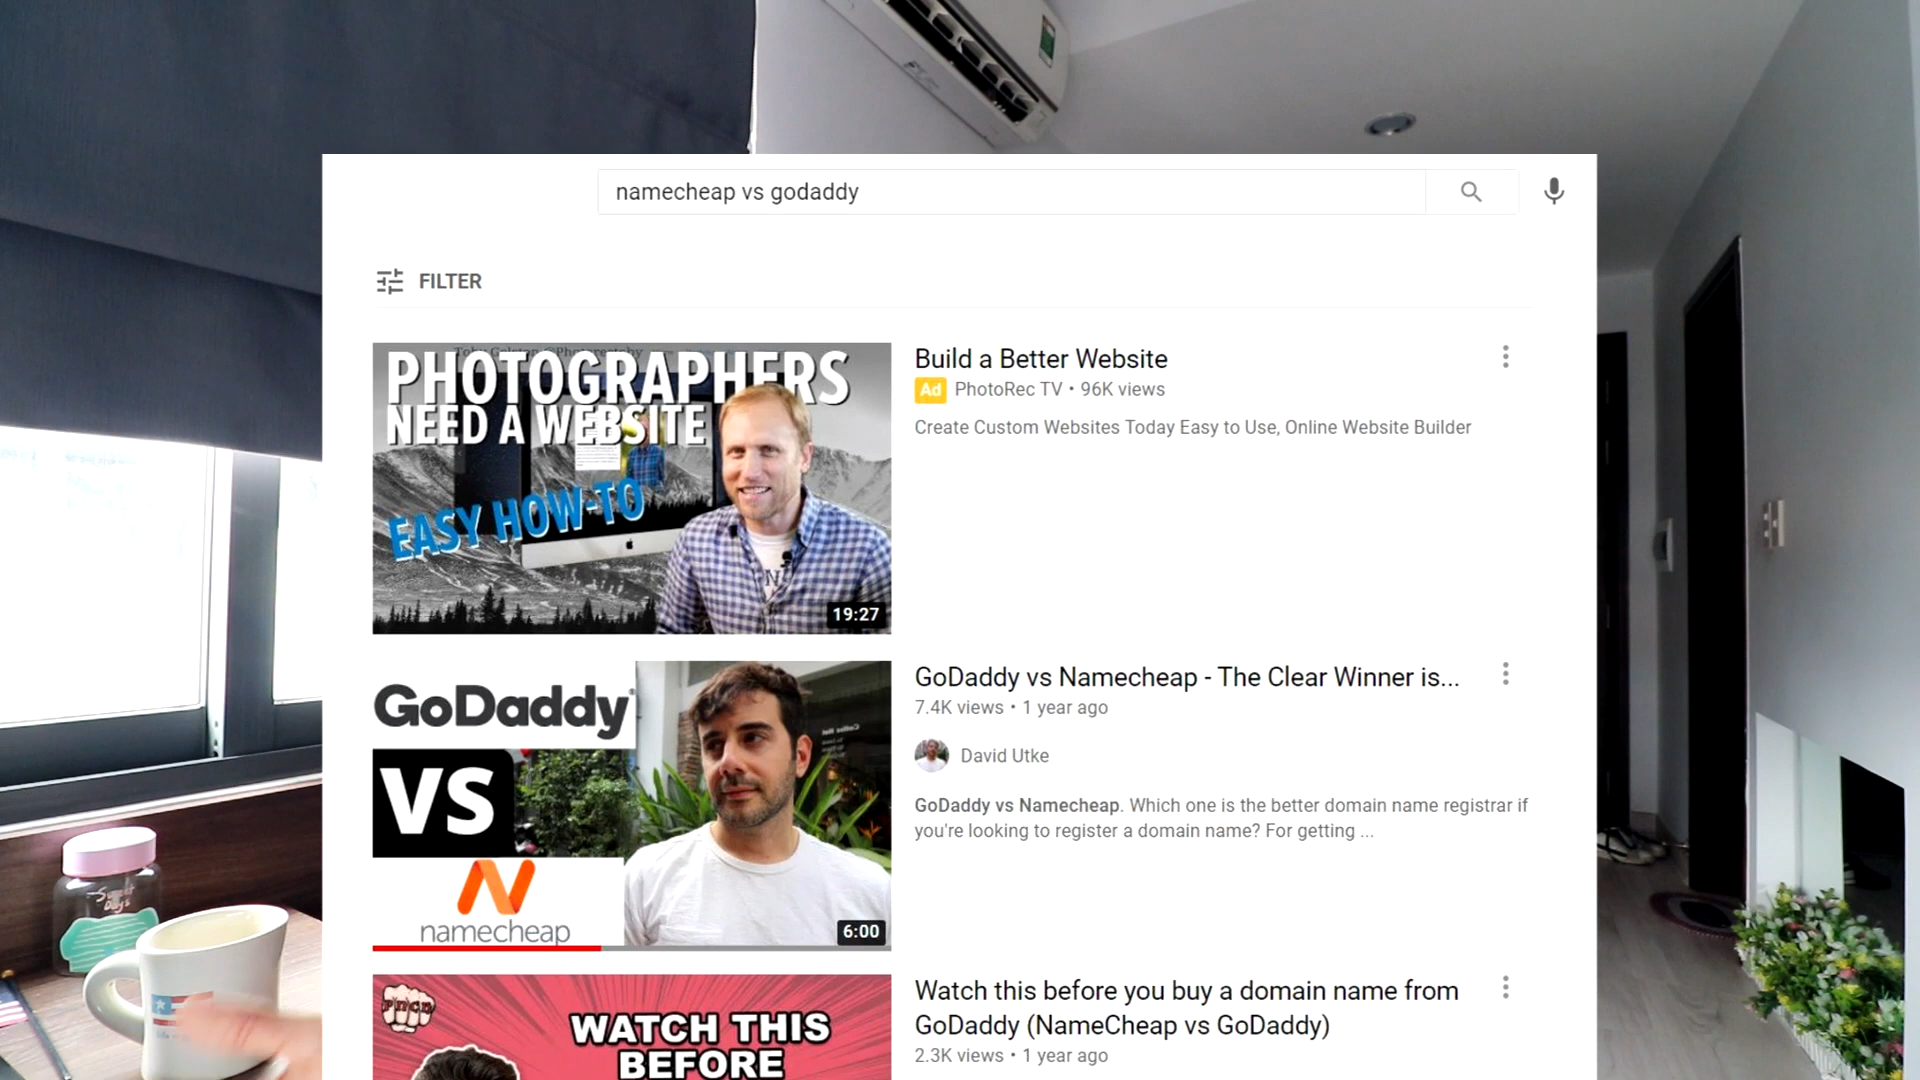 namecheap vs godaddy
FILTER
PHOTOGRAPHERS
NEED A WEBSITE
EASY HOW-TO
19:27
Build a Better Website
Ad PhotoRec TV • 96K views
Create Custom Websites Today Easy to Use, Online Website Builder
GoDaddy
VS
namecheap
6:00
GoDaddy vs Namecheap - The Clear Winner is...
7.4K views • 1 year ago
David Utke
GoDaddy vs Namecheap. Which one is the better domain name registrar if
you're looking to register a domain name? For getting ...
WATCH THIS
BEFORE
Watch this before you buy a domain name from
GoDaddy (NameCheap vs GoDaddy)
2.3K views • 1 year ago
Sweet
Days